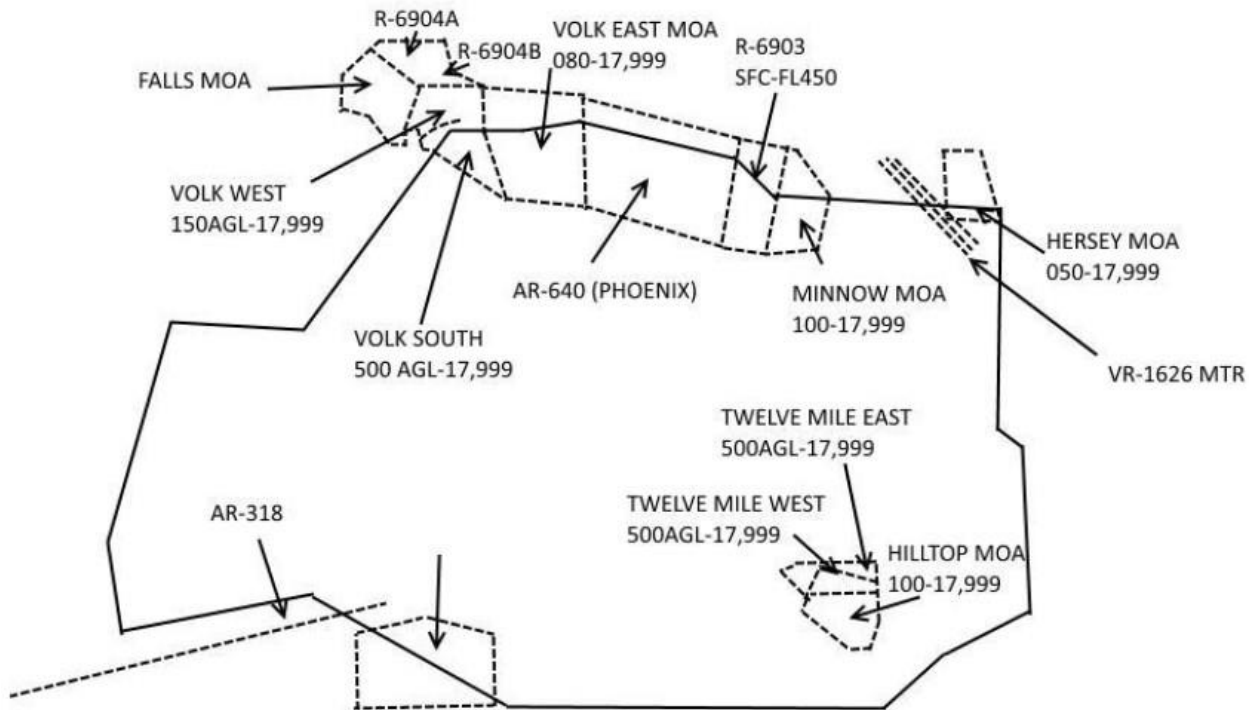 R-6904A
R-6904B
VOLK EAST MOA
080-17,999
R-6903
SFC-FL450
FALLS MOA
VOLK WEST
150AGL-17,999
HERSEY MOA
050-17,999
AR-640 (PHOENIX)
MINNOW MOA
100-17,999
VOLK SOUTH
500 AGL-17,999
VR-1626 MTR
TWELVE MILE EAST
500AGL-17,999
TWELVE MILE WEST
500AGL-17,999
AR-318
HILLTOP MOA
100-17,999